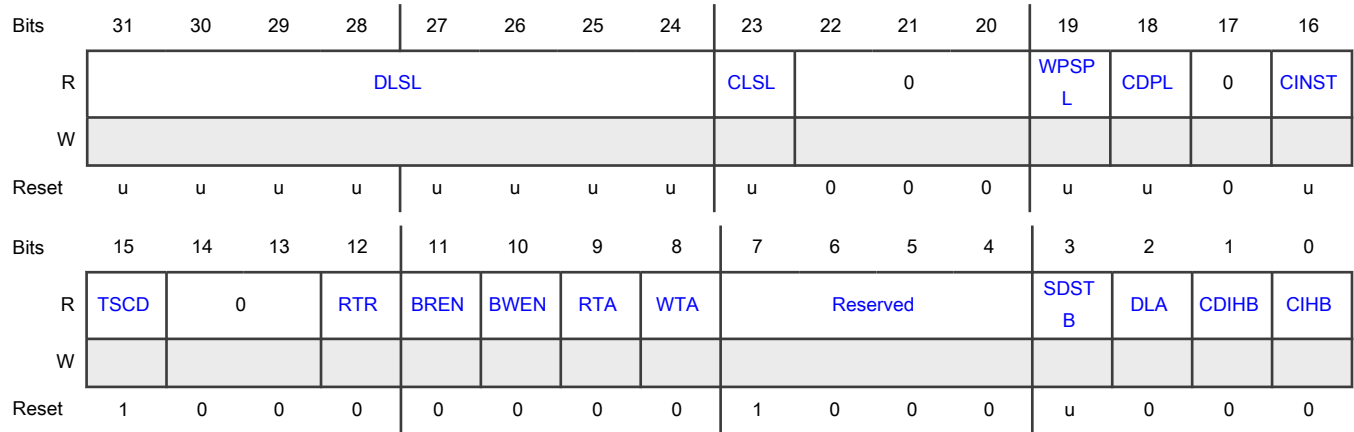 Bits 31 30 29 28 27 26 25 24 23 22 21 20 19 18 17 16
R DLSL CLSL 0 WPSP L CDPL 0 CINST
W
Reset u u u u u u u u u 0 0 0 u u 0 u
Bits 15 14 13 12 11 10 9 8 7 6 5 4 3 2 1 0
R TSCD 0 RTR BREN BWEN RTA WTA Reserved SDST B DLA CDIHB CIHB
W
Reset 1 0 0 0 0 0 0 0 1 0 0 0 u 0 0 0